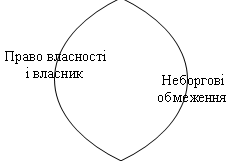 Право власності
і власник
Неборгові
обмеження